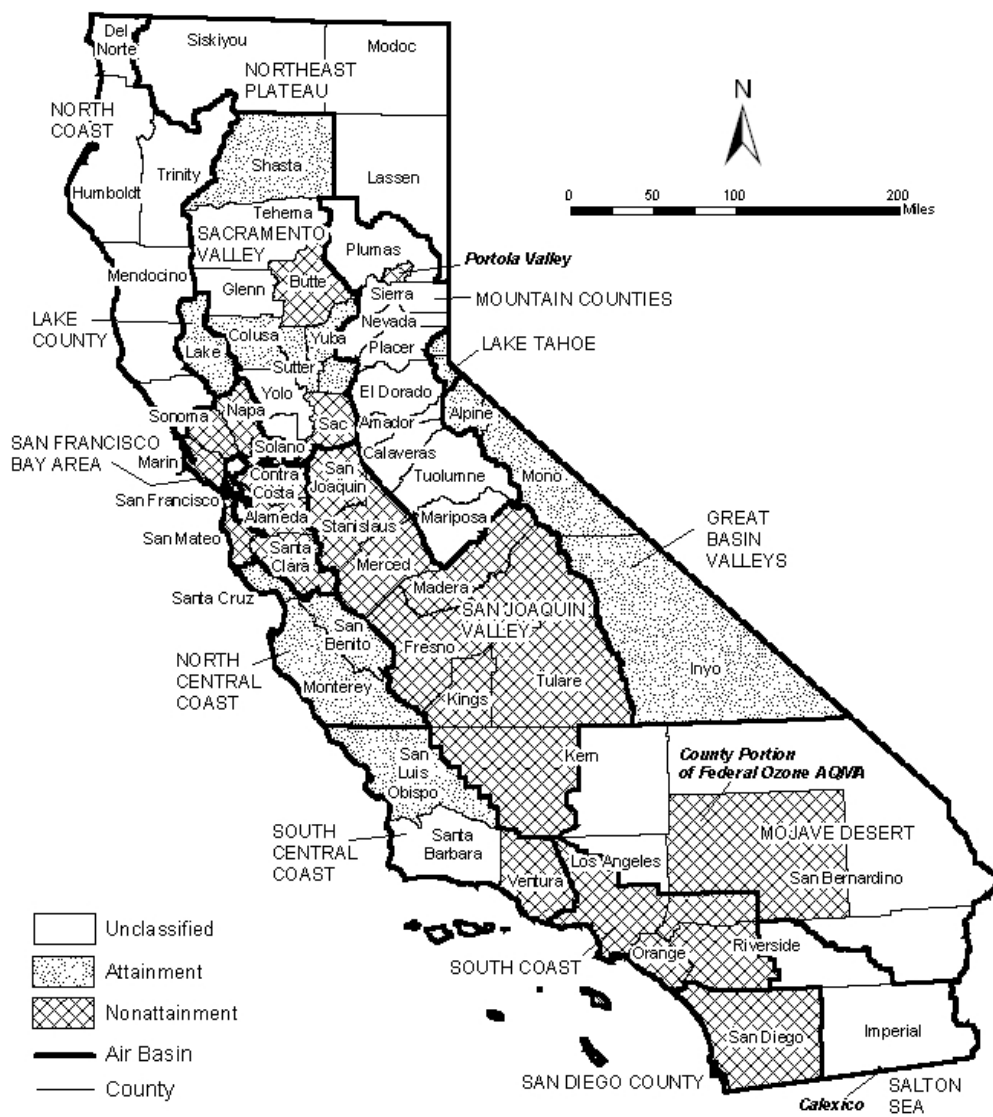 Del
Norte
Siskiyou
Modoc
NORTHEAST
PLATEAU
N
NORTH
COAST
Shasta
Trinity
Lassen
Humboldt
0
50
100
200
Miles
Tehema
SACRAMENTO
VALLEY
Plumas
Portola Valley
Mendocino
Butte
Glenn
Sierra
MOUNTAIN COUNTIES
LAKE
COUNTY
Nevada
Colusa
Yuba
Placer
LAKE TAHOE
Lake
Sutter
Yolo
El Dorado
Napa
Alpine
Sonoma
Sac
Amador
SAN FRANCISCO
BAY AREA
Solano
Marin
Calaveras
Contra
Costa
San
Joaquin
Tuolumne
Mono
San Francisco
Alameda
Stanislaus
Mariposa
GREAT
BASIN
VALLEYS
San Mateo
Santa
Clara
Merced
Madera
Santa Cruz
SAN JOAQUIN
VALLEY
San
Benito
Fresno
NORTH
CENTRAL
COAST
Monterey
Inyo
Tulare
Kings
San
Luis
Obispo
Kern
County Portion
of Federal Ozone AQMA
SOUTH
CENTRAL
COAST
Santa
Barbara
MOJAVE DESERT
Los Angeles
Ventura
San Bernardino
Unclassified
Orange
Riverside
SOUTH COAST
Attainment
Nonattainment
San Diego
Imperial
Air Basin
SAN DIEGO COUNTY
County
Calexico
SALTON
SEA